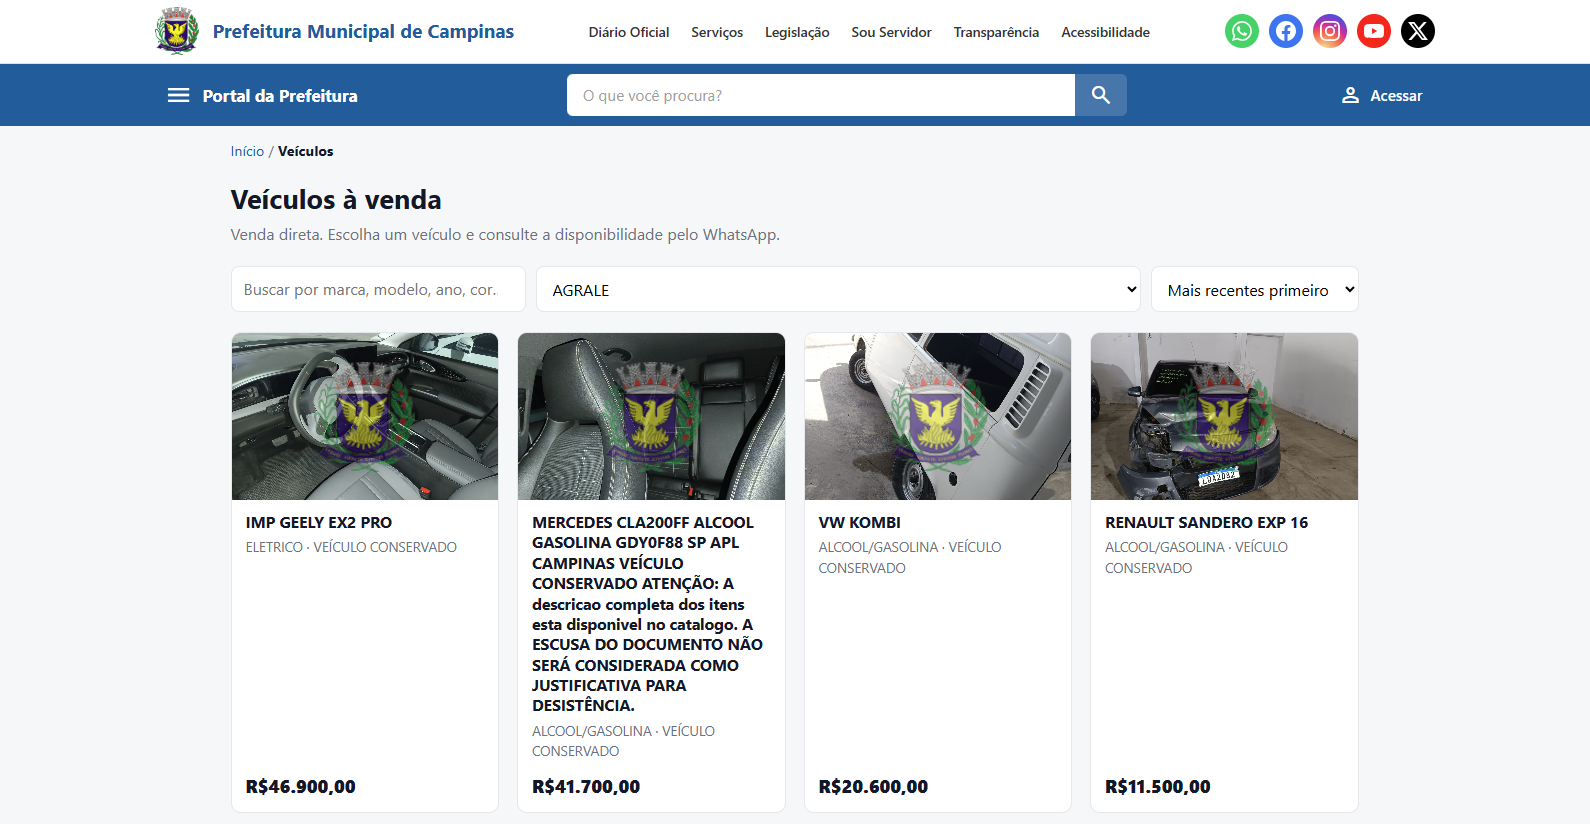 Prefeitura Municipal de Campinas
Diário Oficial
Serviços
Legislação
Sou Servidor
Transparência
Acessibilidade
Portal da Prefeitura
O que você procura?
Acessar
Início / Veículos
Veículos à venda
Venda direta. Escolha um veículo e consulte a disponibilidade pelo WhatsApp.
Buscar por marca, modelo, ano, cor..
AGRALE
Mais recentes primeiro
IMP GEELY EX2 PRO
ELETRICO · VEÍCULO CONSERVADO
R$46.900,00
MERCEDES CLA200FF ALCOOL
GASOLINA GDY0F88 SP APL
CAMPINAS VEÍCULO
CONSERVADO ATENÇÃO: A
descricao completa dos itens
esta disponivel no catalogo. A
ESCUSA DO DOCUMENTO NÃO
SERÁ CONSIDERADA COMO
JUSTIFICATIVA PARA
DESISTÊNCIA.
ALCOOL/GASOLINA · VEÍCULO
CONSERVADO
R$41.700,00
VW KOMBI
ALCOOL/GASOLINA · VEÍCULO
CONSERVADO
R$20.600,00
RENAULT SANDERO EXP 16
ALCOOL/GASOLINA · VEÍCULO
CONSERVADO
R$11.500,00